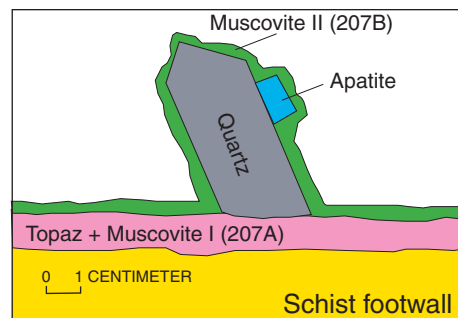 Muscovite II (207B)
Apatite
Quartz
Topaz + Muscovite I (207A)
0 1 CENTIMETER
Schist footwall